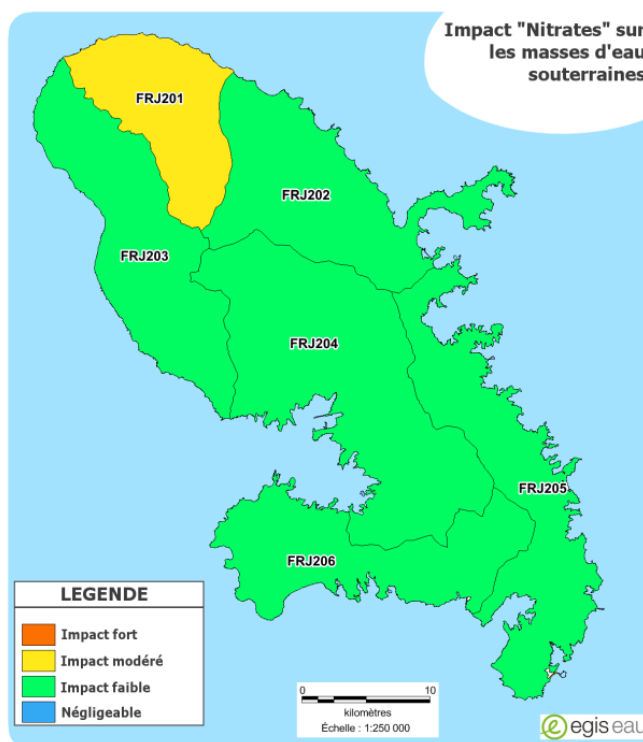 Impact "Nitrates" sur
les masses d'eau
souterraines
FRJ201
FRJ202
FRJ203
FRJ204
FRJ205
FRJ206
LEGENDE
Impact fort
Impact modéré
Impact faible
Négligeable
0 10
kilomètres
Échelle : 1:250 000
egis eau